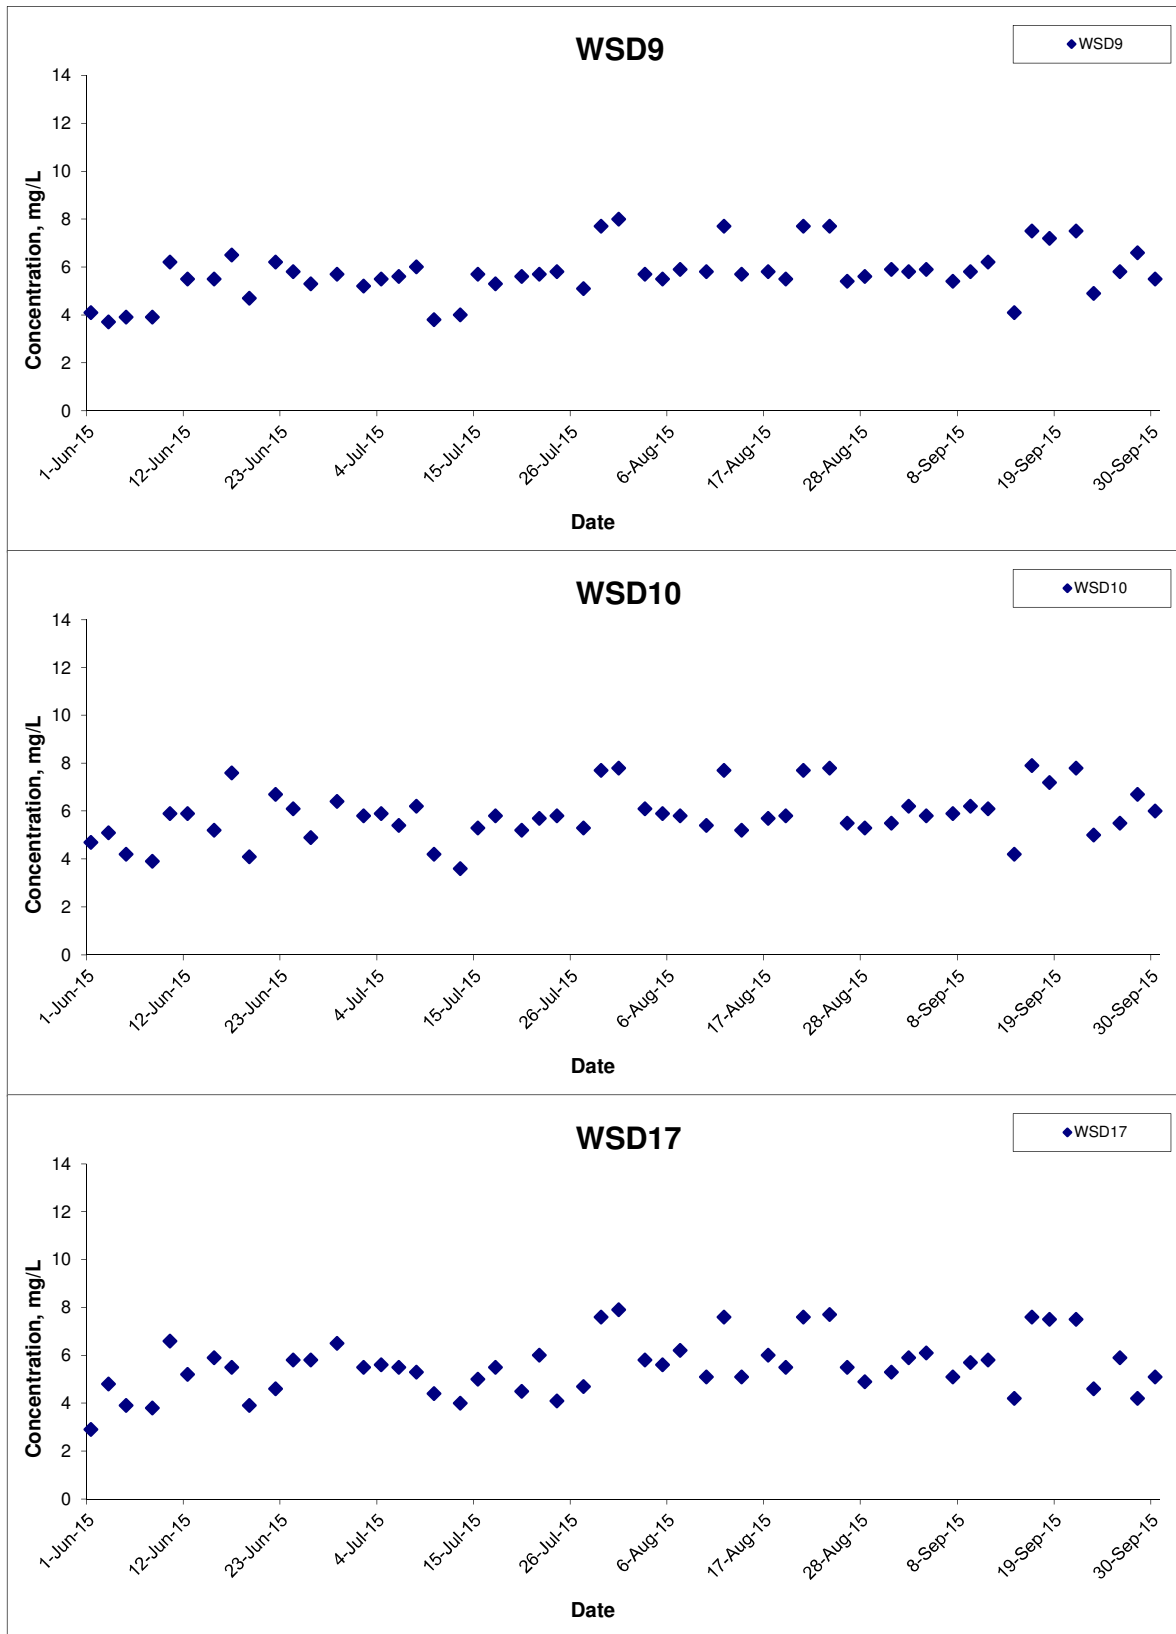 WSD9
WSD9
Concentration, mg/L
14
12
10
8
6
4
2
0
1-Jun-15
12-Jun-15
23-Jun-15
4-Jul-15
15-Jul-15
26-Jul-15
6-Aug-15
17-Aug-15
28-Aug-15
8-Sep-15
19-Sep-15
30-Sep-15
Date
WSD10
WSD10
Concentration, mg/L
14
12
10
8
6
4
2
0
1-Jun-15
12-Jun-15
23-Jun-15
4-Jul-15
15-Jul-15
26-Jul-15
6-Aug-15
17-Aug-15
28-Aug-15
8-Sep-15
19-Sep-15
30-Sep-15
Date
WSD17
WSD17
Concentration, mg/L
14
12
10
8
6
4
2
0
1-Jun-15
12-Jun-15
23-Jun-15
4-Jul-15
15-Jul-15
26-Jul-15
6-Aug-15
17-Aug-15
28-Aug-15
8-Sep-15
19-Sep-15
30-Sep-15
Date